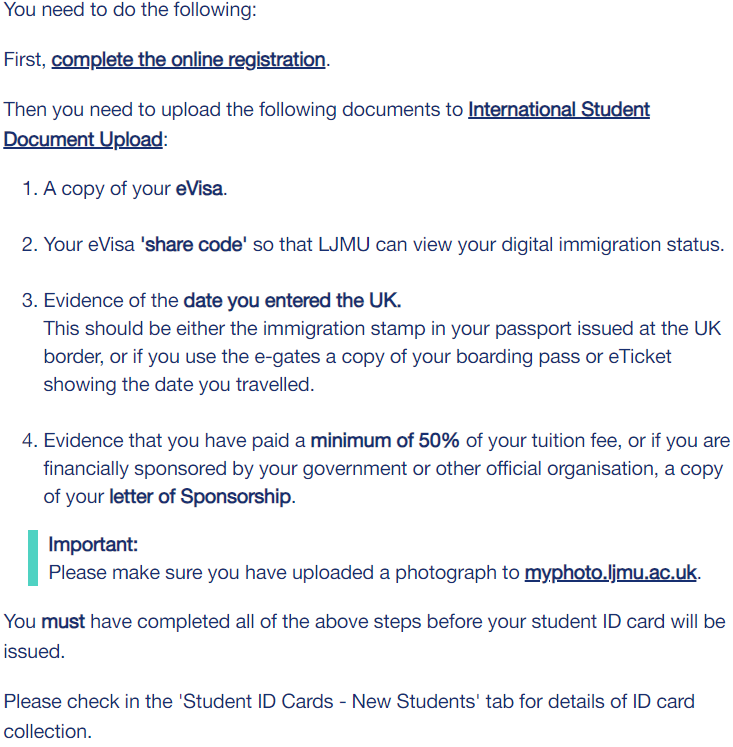 You need to do the following:
First, complete the online registration.
Then you need to upload the following documents to International Student
Document Upload:
1. A copy of your eVisa.
2. Your eVisa 'share code' so that LJMU can view your digital immigration status.
3. Evidence of the date you entered the UK.
This should be either the immigration stamp in your passport issued at the UK
border, or if you use the e-gates a copy of your boarding pass or eTicket
showing the date you travelled.
4. Evidence that you have paid a minimum of 50% of your tuition fee, or if you are
financially sponsored by your government or other official organisation, a copy
of your letter of Sponsorship.
Important:
Please make sure you have uploaded a photograph to myphoto.ljmu.ac.uk.
You must have completed all of the above steps before your student ID card will be
issued.
Please check in the 'Student ID Cards - New Students' tab for details of ID card
collection.